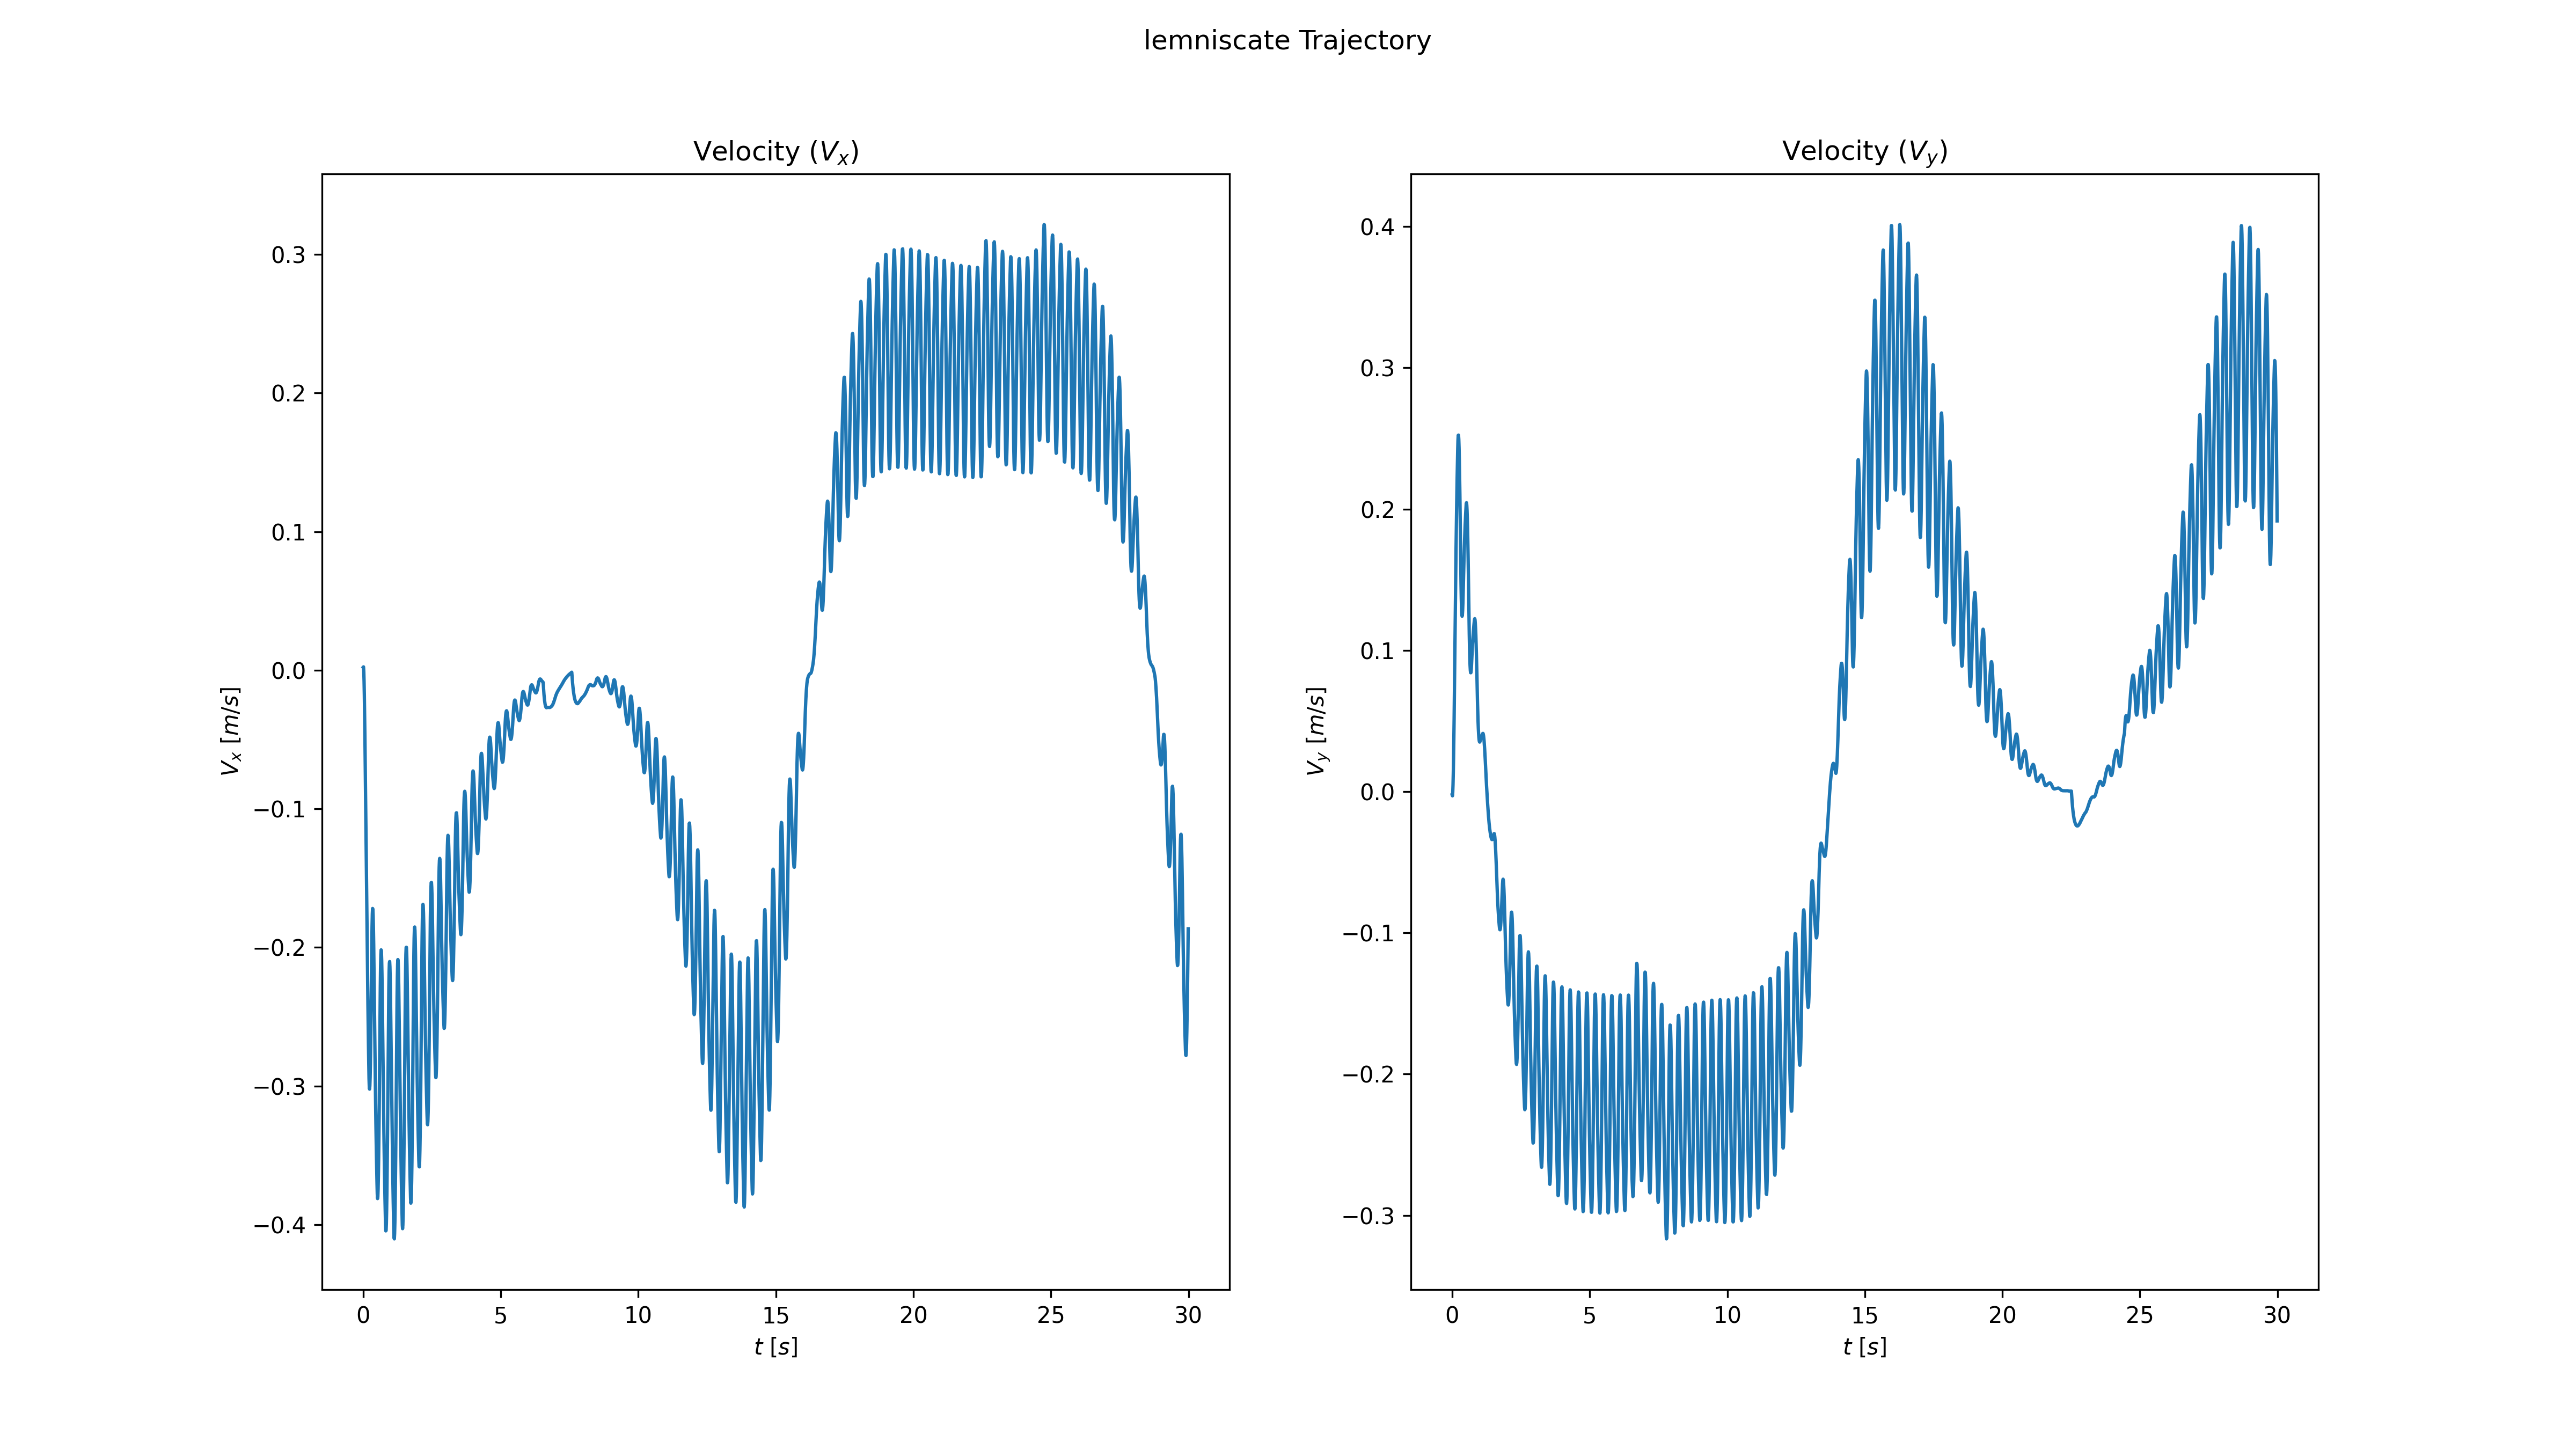 lemniscate Trajectory
Velocity (Vₓ)
Vₓ [m/s]
0.3
0.2
0.1
0.0
−0.1
−0.2
−0.3
−0.4
0 5 10 15 20 25 30
t [s]
Velocity (V_y)
V_y [m/s]
0.4
0.3
0.2
0.1
0.0
−0.1
−0.2
−0.3
0 5 10 15 20 25 30
t [s]